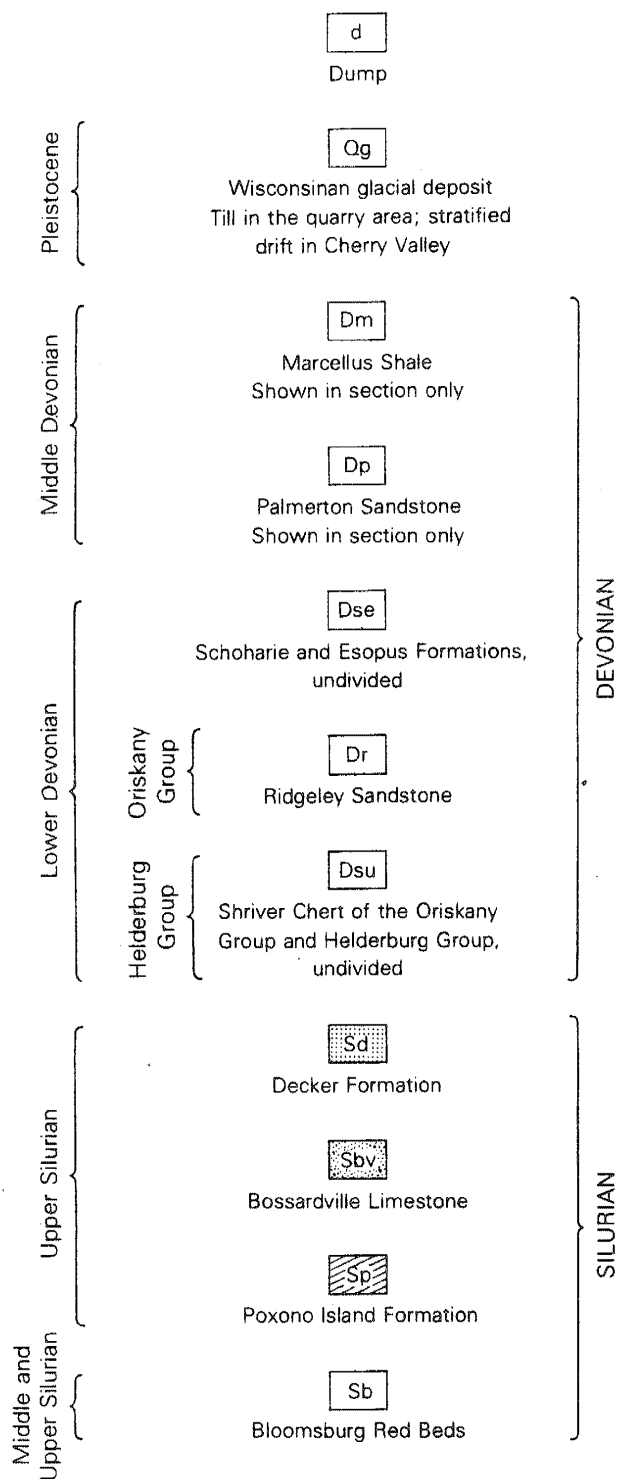 d
Dump
Pleistocene
Qg
Wisconsinan glacial deposit
Till in the quarry area; stratified
drift in Cherry Valley
Middle Devonian
Dm
Marcellus Shale
Shown in section only
Dp
Palmerton Sandstone
Shown in section only
DEVONIAN
Lower Devonian
Dse
Schoharie and Esopus Formations,
undivided
Oriskany
Group
Dr
Ridgeley Sandstone
Helderburg
Group
Dsu
Shriver Chert of the Oriskany
Group and Helderburg Group,
undivided
Upper Silurian
Sd
Decker Formation
Sbv
Bossardville Limestone
SILURIAN
Sp
Poxono Island Formation
Middle and
Upper Silurian
Sb
Bloomsburg Red Beds